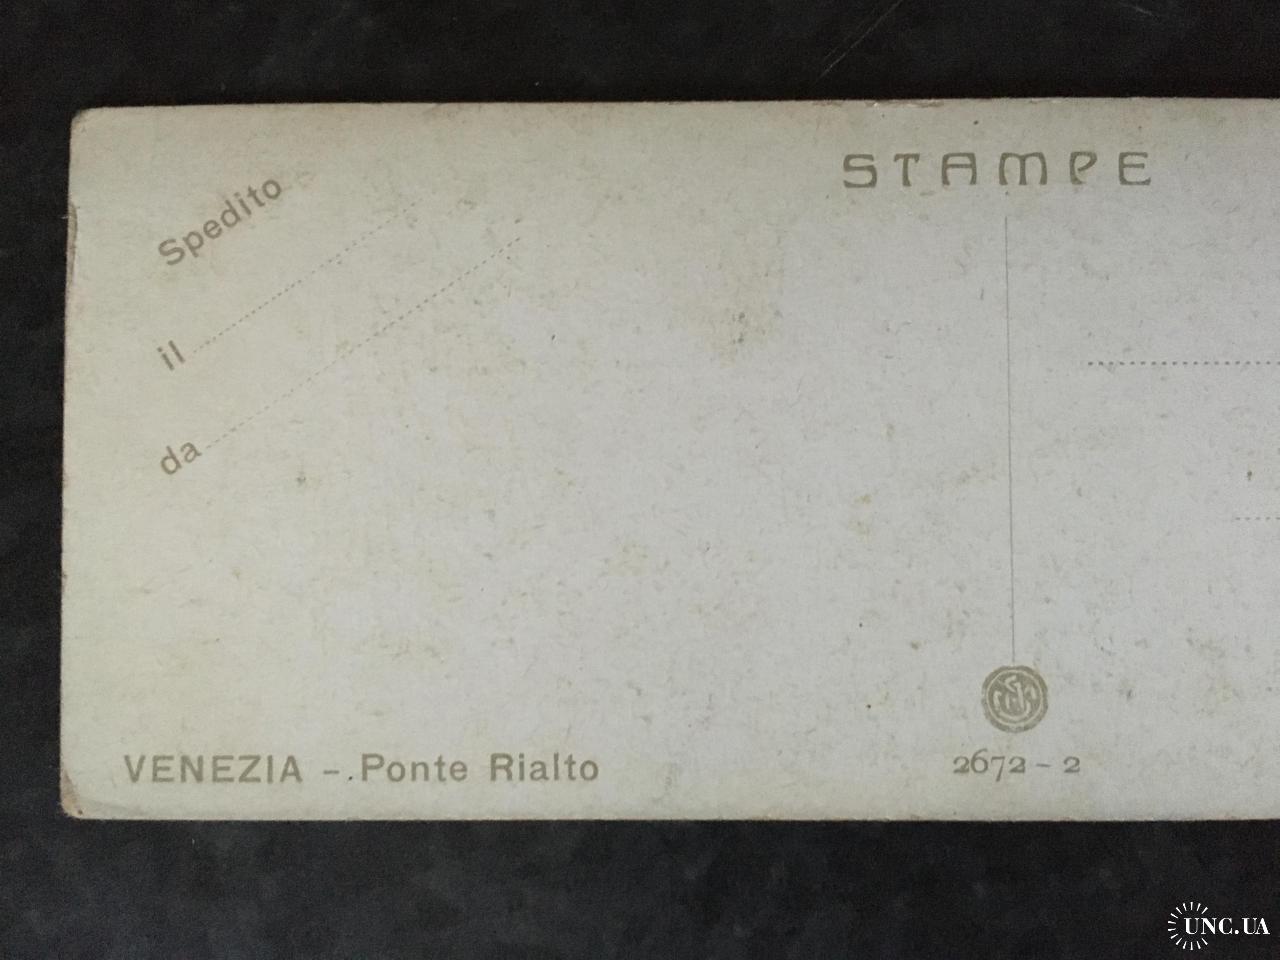 STAMPE
Spedito
il
da
VENEZIA - Ponte Rialto
2672 - 2
UNC.UA